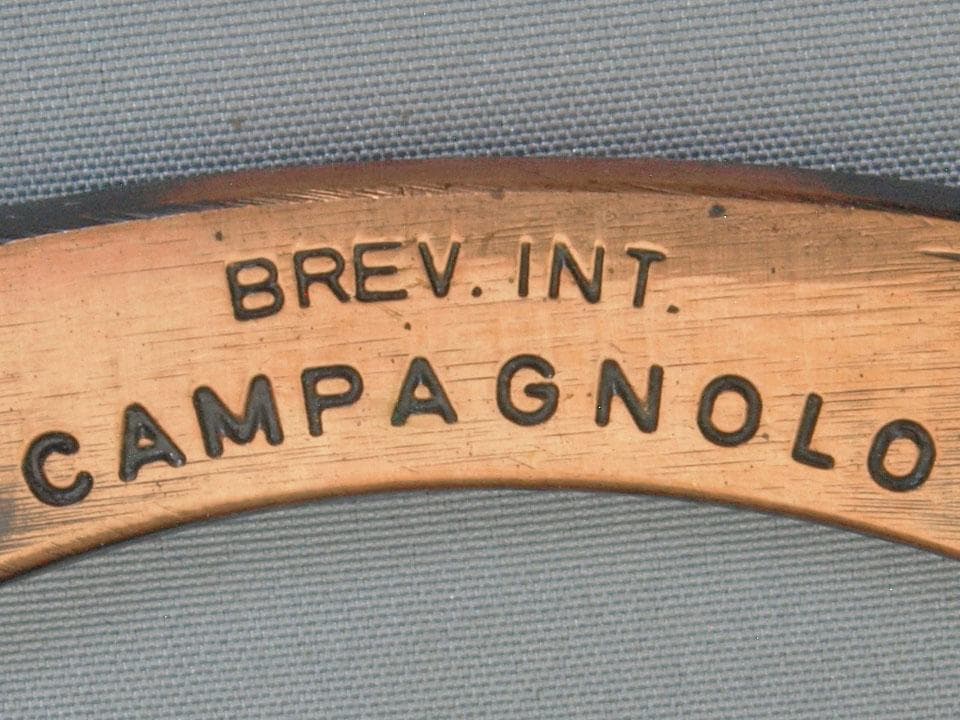 BREV. INT.
CAMPAGNOLO